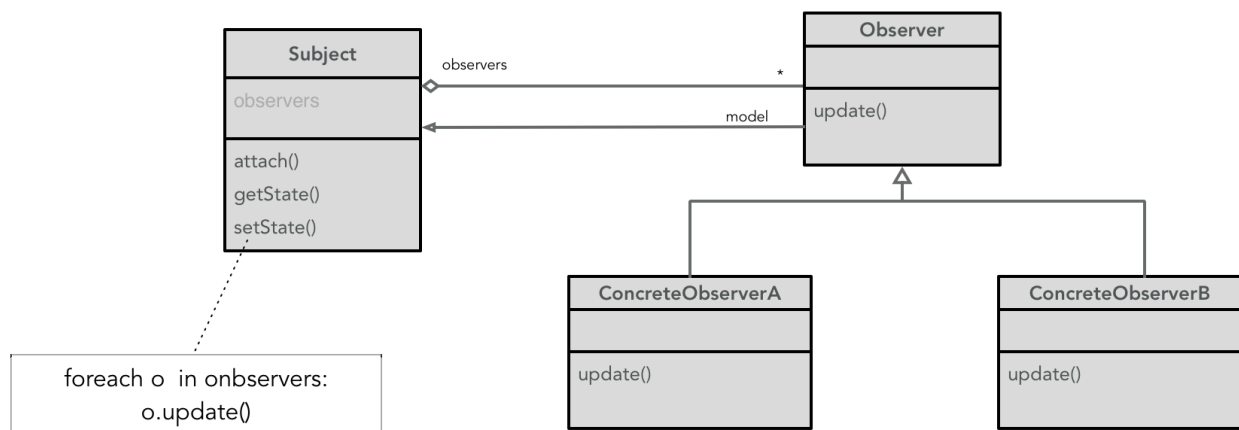 Subject
observers
attach()
getState()
setState()
observers
*
model
Observer
update()
ConcreteObserverA
update()
ConcreteObserverB
update()
foreach o in onbservers:
o.update()